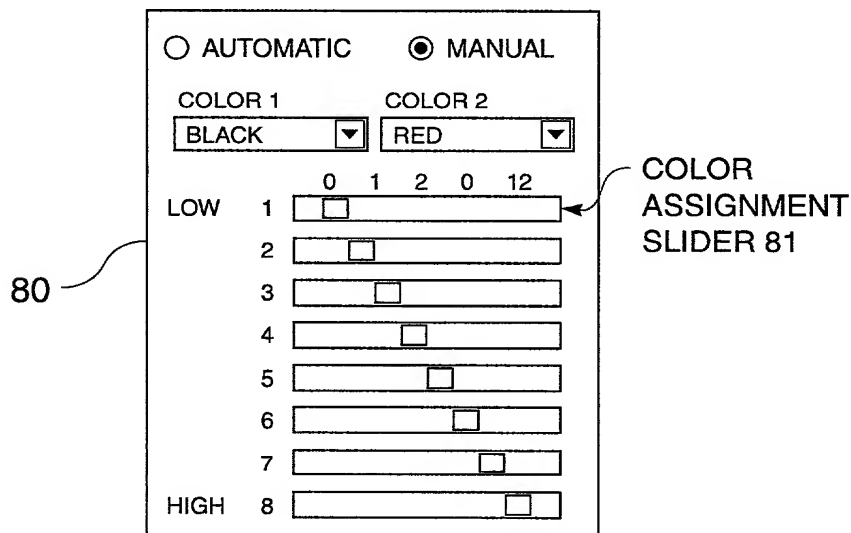 AUTOMATIC MANUAL
COLOR 1 COLOR 2
BLACK RED
0 1 2 0 12
LOW 1
2
3
4
5
6
7
HIGH 8
80
COLOR
ASSIGNMENT
SLIDER 81